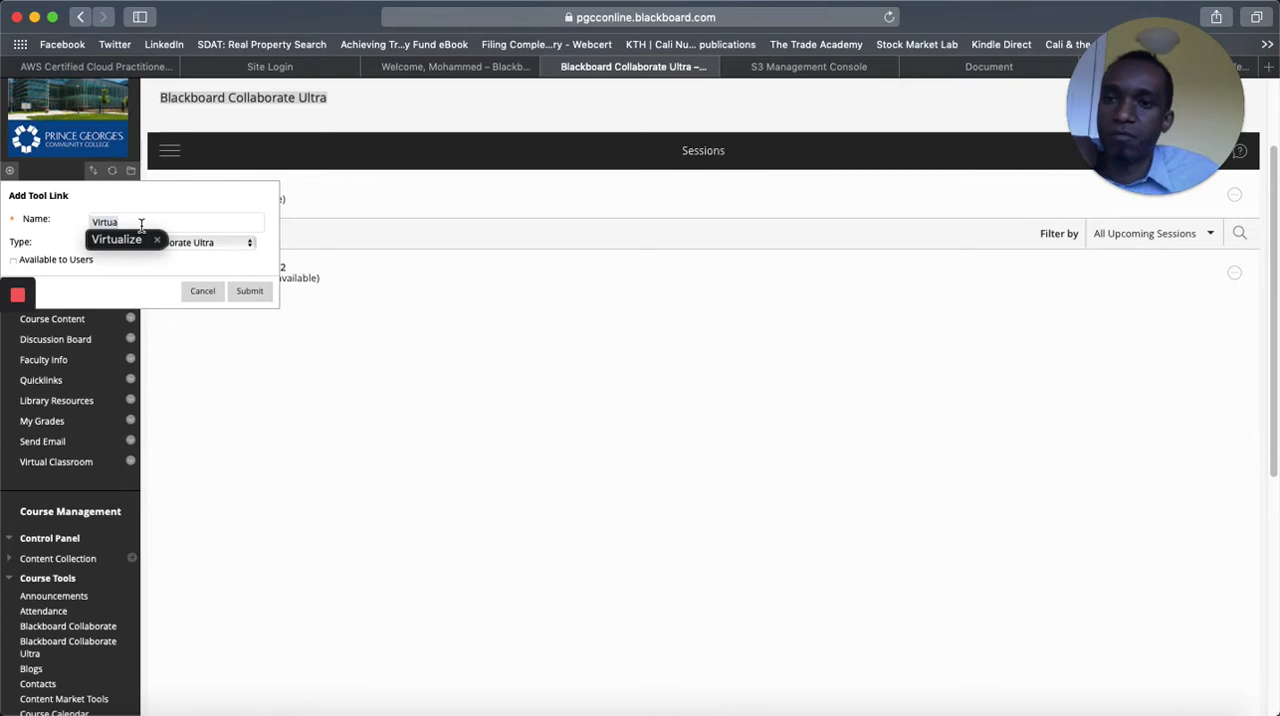 pgcconline.blackboard.com
Facebook Twitter LinkedIn SDAT: Real Property Search Achieving Tr...y Fund eBook Filing Comple...ry - Webcert KTH | Cali Nu... publications The Trade Academy Stock Market Lab Kindle Direct Cali & the
AWS Certified Cloud Practitione... Site Login Welcome, Mohammed – Blackb... Blackboard Collaborate Ultra –... S3 Management Console Document
PRINCE GEORGE'S
COMMUNITY COLLEGE
Blackboard Collaborate Ultra
Sessions
Add Tool Link
Name: Virtua
Virtualize ×
Type: orate Ultra
Available to Users
Cancel Submit
e)
Filter by All Upcoming Sessions
2
vailable)
Course Content
Discussion Board
Faculty Info
Quicklinks
Library Resources
My Grades
Send Email
Virtual Classroom
Course Management
Control Panel
Content Collection
Course Tools
Announcements
Attendance
Blackboard Collaborate
Blackboard Collaborate
Ultra
Blogs
Contacts
Content Market Tools
Course Calendar